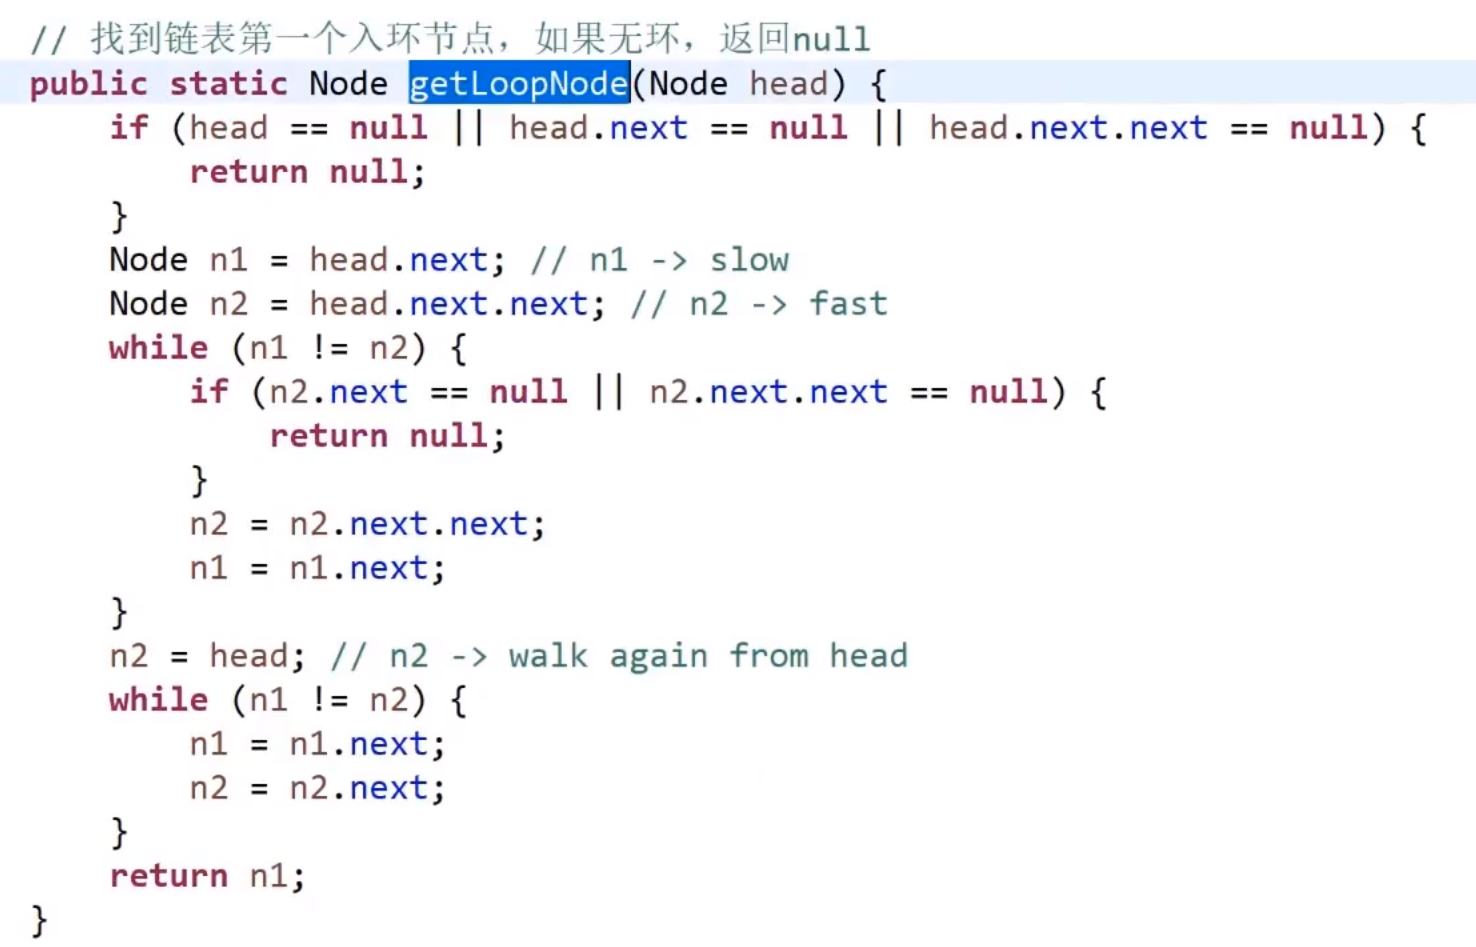 // 找到链表第一个入环节点，如果无环，返回null
public static Node getLoopNode(Node head) {
    if (head == null || head.next == null || head.next.next == null) {
        return null;
    }
    Node n1 = head.next; // n1 -> slow
    Node n2 = head.next.next; // n2 -> fast
    while (n1 != n2) {
        if (n2.next == null || n2.next.next == null) {
            return null;
        }
        n2 = n2.next.next;
        n1 = n1.next;
    }
    n2 = head; // n2 -> walk again from head
    while (n1 != n2) {
        n1 = n1.next;
        n2 = n2.next;
    }
    return n1;
}